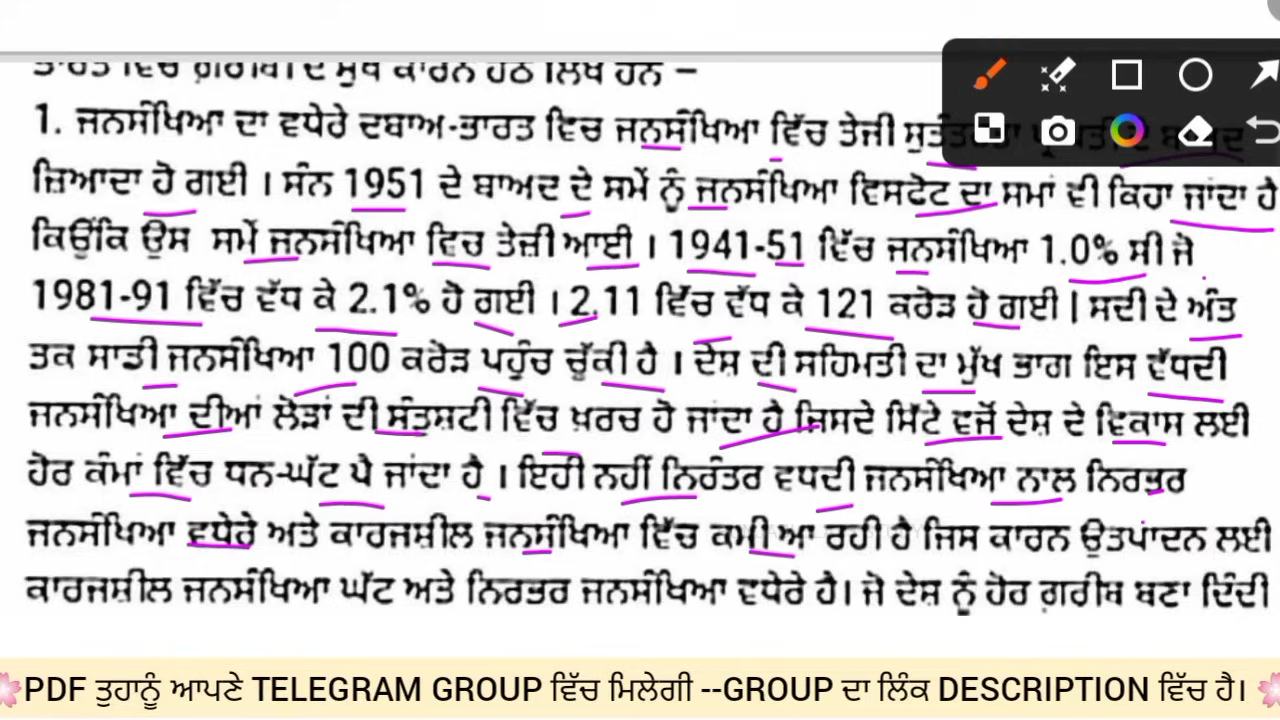 ਭਾਰਤ ਵਿਚ ਗ਼ਰੀਬੀ ਦੇ ਮੁੱਖ ਕਾਰਨ ਹੇਠ ਲਿਖੇ ਹਨ –
1. ਜਨਸੰਖਿਆ ਦਾ ਵਧੇਰੇ ਦਬਾਅ-ਭਾਰਤ ਵਿਚ ਜਨਸੰਖਿਆ ਵਿੱਚ ਤੇਜੀ
ਜ਼ਿਆਦਾ ਹੋ ਗਈ । ਸੰਨ 1951 ਦੇ ਬਾਅਦ ਦੇ ਸਮੇਂ ਨੂੰ ਜਨਸੰਖਿਆ ਵਿਸਫੋਟ ਦਾ ਸਮਾਂ ਵੀ ਕਿਹਾ ਜਾਂਦਾ ਹੈ
ਕਿਉਂਕਿ ਉਸ ਸਮੇਂ ਜਨਸੰਖਿਆ ਵਿਚ ਤੇਜ਼ੀ ਆਈ । 1941-51 ਵਿੱਚ ਜਨਸੰਖਿਆ 1.0% ਸੀ ਜੋ
1981-91 ਵਿੱਚ ਵੱਧ ਕੇ 2.1% ਹੋ ਗਈ । 2.11 ਵਿੱਚ ਵੱਧ ਕੇ 121 ਕਰੋੜ ਹੋ ਗਈ | ਸਦੀ ਦੇ ਅੰਤ
ਤਕ ਸਾਡੀ ਜਨਸੰਖਿਆ 100 ਕਰੋੜ ਪਹੁੰਚ ਚੁੱਕੀ ਹੈ । ਦੇਸ਼ ਦੀ ਸਹਿਮਤੀ ਦਾ ਮੁੱਖ ਭਾਗ ਇਸ ਵੱਧਦੀ
ਜਨਸੰਖਿਆ ਦੀਆਂ ਲੋੜਾਂ ਦੀ ਸੰਤੁਸ਼ਟੀ ਵਿੱਚ ਖ਼ਰਚ ਹੋ ਜਾਂਦਾ ਹੈ ਜਿਸਦੇ ਸਿੱਟੇ ਵਜੋਂ ਦੇਸ਼ ਦੇ ਵਿਕਾਸ ਲਈ
ਹੋਰ ਕੰਮਾਂ ਵਿੱਚ ਧਨ-ਘੱਟ ਪੈ ਜਾਂਦਾ ਹੈ । ਇਹੀ ਨਹੀਂ ਨਿਰੰਤਰ ਵਧਦੀ ਜਨਸੰਖਿਆ ਨਾਲ ਨਿਰਭਰ
ਜਨਸੰਖਿਆ ਵਧੇਰੇ ਅਤੇ ਕਾਰਜਸ਼ੀਲ ਜਨਸੰਖਿਆ ਵਿੱਚ ਕਮੀ ਆ ਰਹੀ ਹੈ ਜਿਸ ਕਾਰਨ ਉਤਪਾਦਨ ਲਈ
ਕਾਰਜਸ਼ੀਲ ਜਨਸੰਖਿਆ ਘੱਟ ਅਤੇ ਨਿਰਭਰ ਜਨਸੰਖਿਆ ਵਧੇਰੇ ਹੈ। ਜੋ ਦੇਸ਼ ਨੂੰ ਹੋਰ ਗ਼ਰੀਬ ਬਣਾ ਦਿੰਦੀ
PDF ਤੁਹਾਨੂੰ ਆਪਣੇ TELEGRAM GROUP ਵਿੱਚ ਮਿਲੇਗੀ --GROUP ਦਾ ਲਿੰਕ DESCRIPTION ਵਿੱਚ ਹੈ।